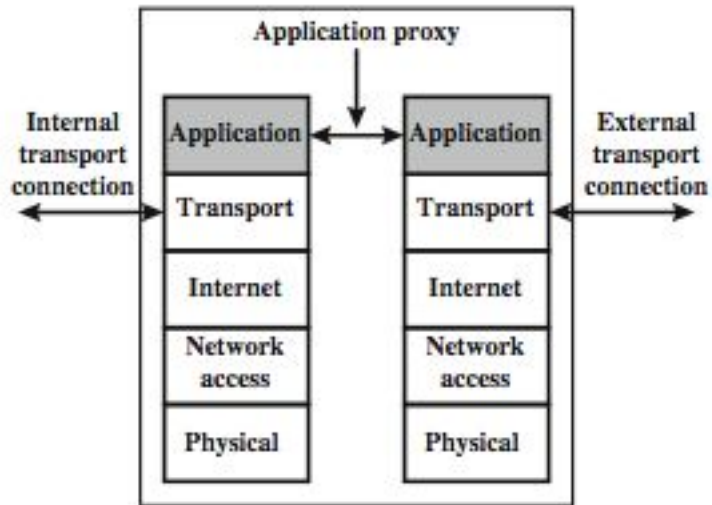 Application proxy
Internal
transport
connection
Application
Application
External
transport
connection
Transport
Transport
Internet
Internet
Network
access
Network
access
Physical
Physical